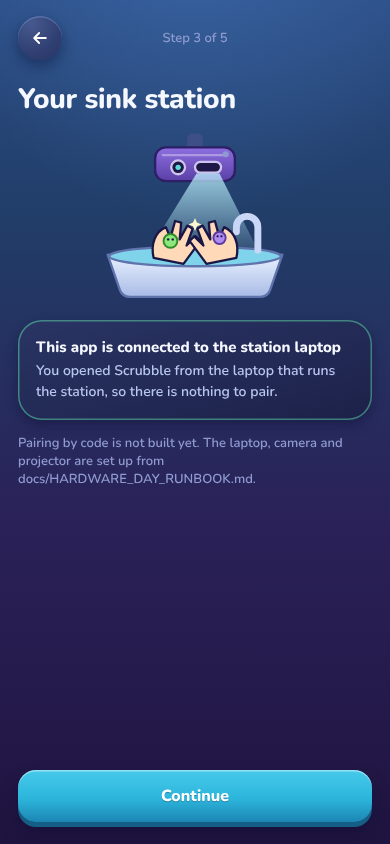 Step 3 of 5
Your sink station
This app is connected to the station laptop
You opened Scrubble from the laptop that runs
the station, so there is nothing to pair.
Pairing by code is not built yet. The laptop, camera and
projector are set up from
docs/HARDWARE_DAY_RUNBOOK.md.
Continue